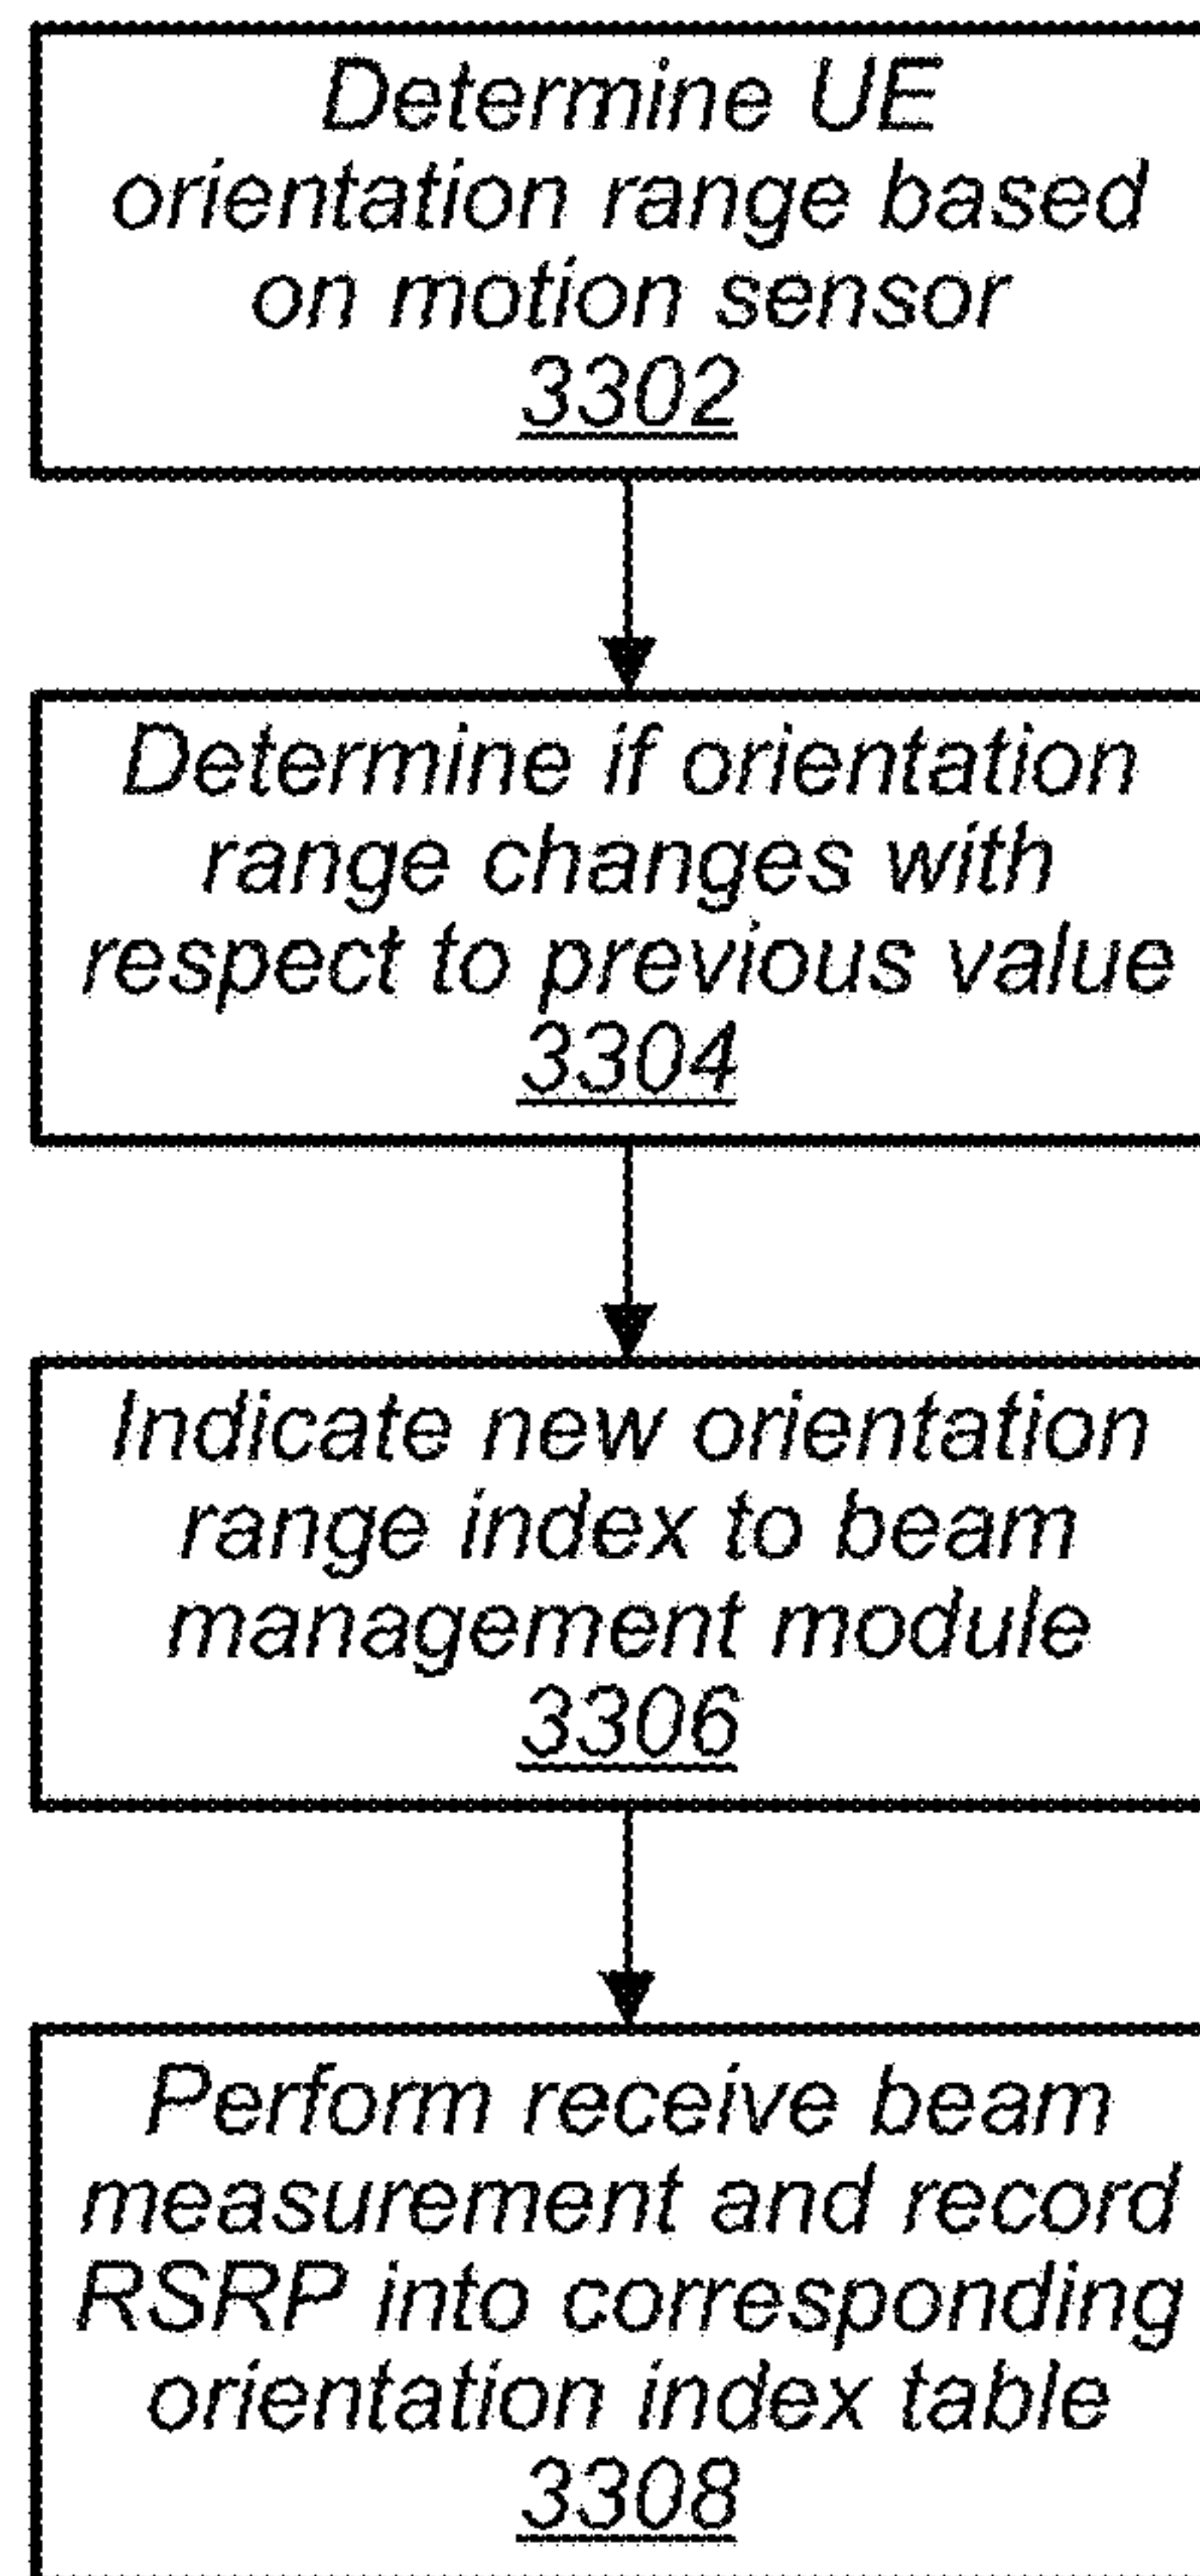 Determine UE
orientation range based
on motion sensor
3302
Determine if orientation
range changes with
respect to previous value
3304
Indicate new orientation
range index to beam
management module
3306
Perform receive beam
measurement and record
RSRP into corresponding
orientation index table
3308